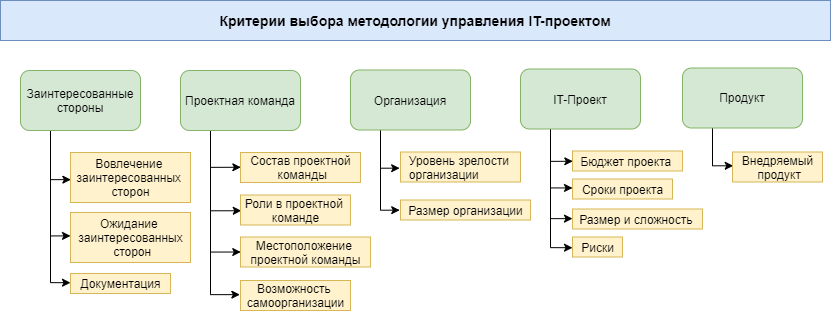 Критерии выбора методологии управления IT-проектом
Заинтересованные
стороны
Вовлечение
заинтересованных
сторон
Ожидание
заинтересованных
сторон
Документация
Проектная команда
Состав проектной
команды
Роли в проектной
команде
Местоположение
проектной команды
Возможность
самоорганизации
Организация
Уровень зрелости
организации
Размер организации
IT-Проект
Бюджет проекта
Сроки проекта
Размер и сложность
Риски
Продукт
Внедряемый
продукт